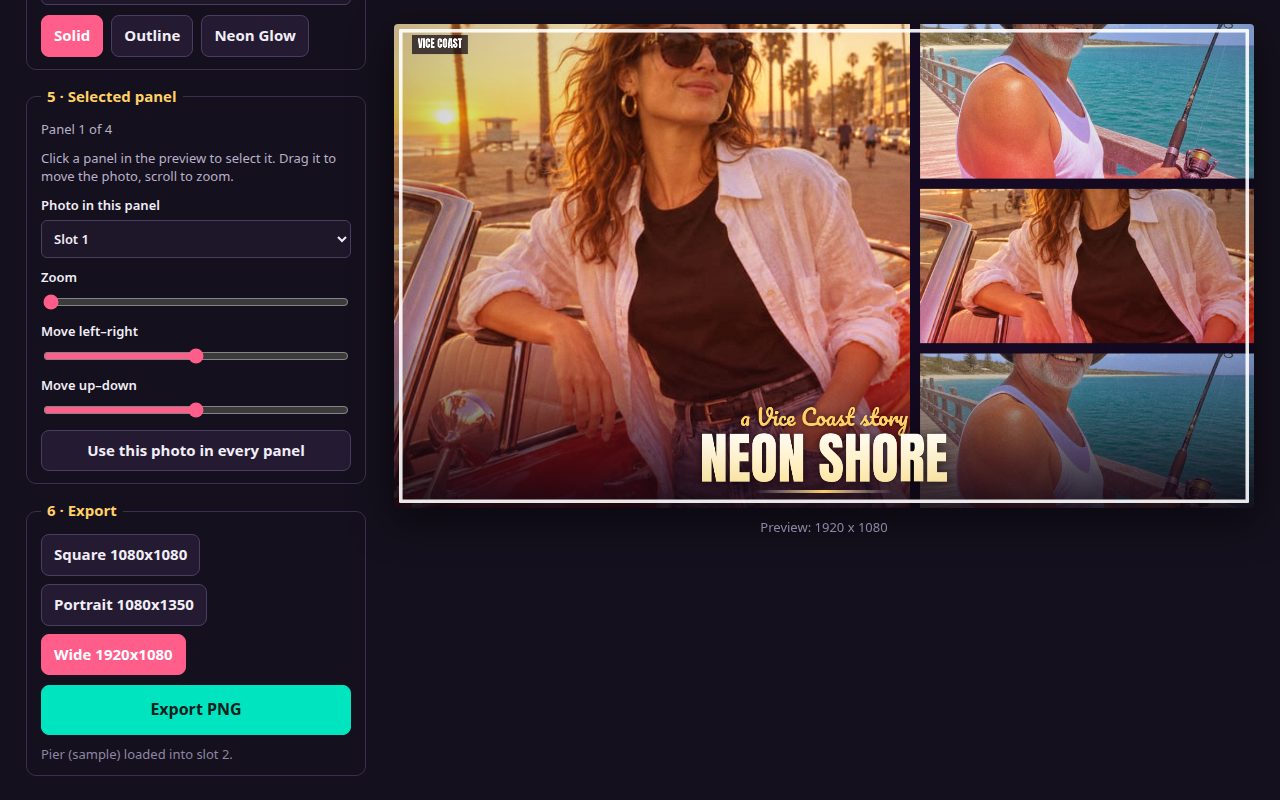 Solid
Outline
Neon Glow
5 · Selected panel
Panel 1 of 4
Click a panel in the preview to select it. Drag it to
move the photo, scroll to zoom.
Photo in this panel
Slot 1
Zoom
Move left–right
Move up–down
Use this photo in every panel
6 · Export
Square 1080x1080
Portrait 1080x1350
Wide 1920x1080
Export PNG
Pier (sample) loaded into slot 2.
VICE COAST
a Vice Coast story
NEON SHORE
Preview: 1920 x 1080